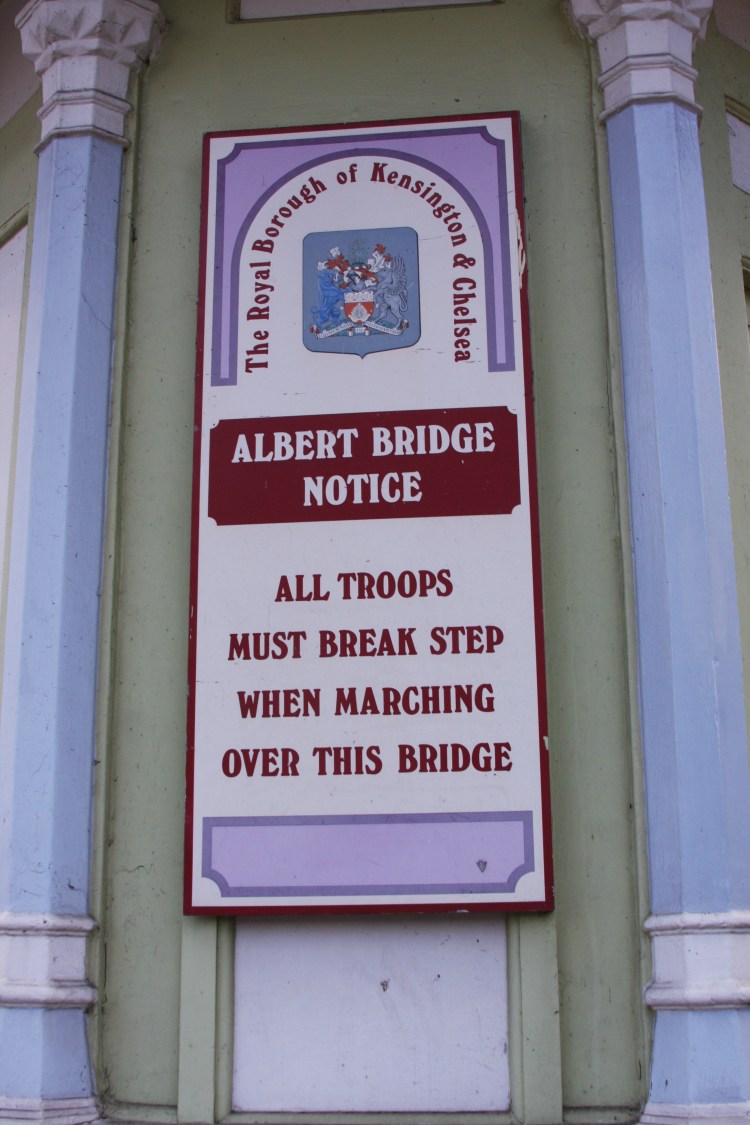 The Royal Borough of Kensington & Chelsea
ALBERT BRIDGE
NOTICE
ALL TROOPS
MUST BREAK STEP
WHEN MARCHING
OVER THIS BRIDGE